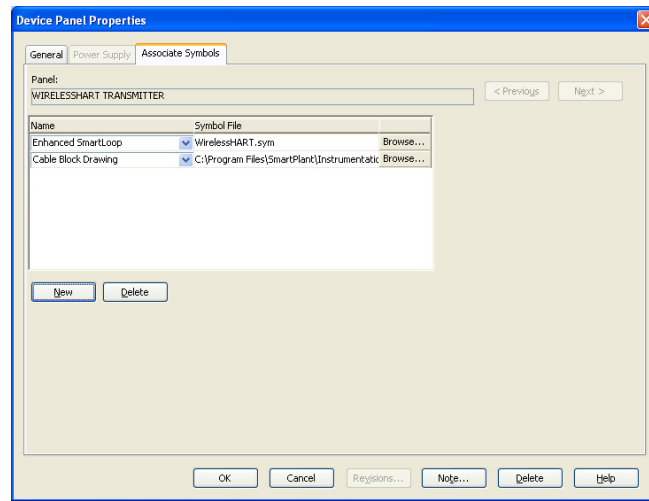 Device Panel Properties
General Power Supply Associate Symbols
Panel:
WIRELESSHART TRANSMITTER
< Previous Next >
Name Symbol File
Enhanced SmartLoop WirelessHART.sym Browse...
Cable Block Drawing C:\Program Files\SmartPlant\Instrumentatic Browse...
New Delete
OK Cancel Revisions... Note... Delete Help